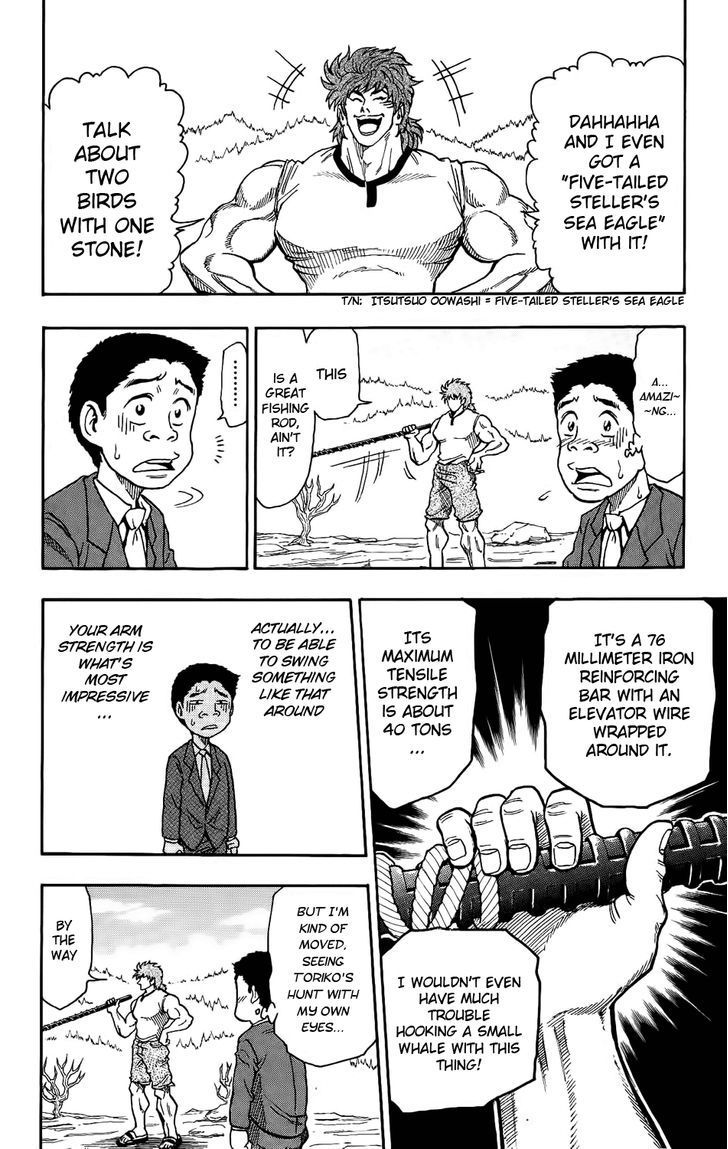 DAHHAHHA
AND I EVEN
GOT A
"FIVE-TAILED
STELLER'S
SEA EAGLE"
WITH IT!
TALK
ABOUT
TWO
BIRDS
WITH ONE
STONE!
T/N: ITSUTSUO OOWASHI = FIVE-TAILED STELLER'S SEA EAGLE
A...
AMAZI~
~NG...
THIS
IS A
GREAT
FISHING
ROD,
AIN'T
IT?
.........
IT'S A 76
MILLIMETER IRON
REINFORCING
BAR WITH AN
ELEVATOR WIRE
WRAPPED
AROUND IT.
ITS
MAXIMUM
TENSILE
STRENGTH
IS ABOUT
40 TONS
...
I WOULDN'T EVEN
HAVE MUCH
TROUBLE
HOOKING A SMALL
WHALE WITH THIS
THING!
ACTUALLY...
TO BE ABLE
TO SWING
SOMETHING
LIKE THAT
AROUND
YOUR ARM
STRENGTH IS
WHAT'S
MOST
IMPRESSIVE
...
BUT I'M
KIND OF
MOVED,
SEEING
TORIKO'S
HUNT WITH
MY OWN
EYES...
BY
THE
WAY